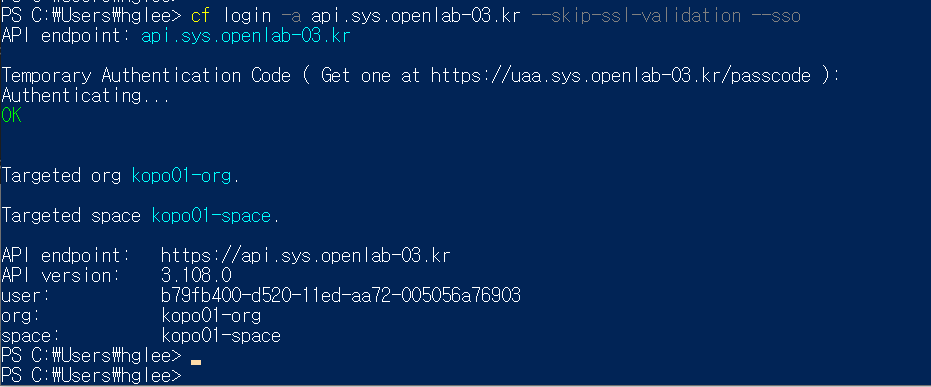 PS C:₩Users₩hglee> cf login -a api.sys.openlab-03.kr --skip-ssl-validation --sso
API endpoint: api.sys.openlab-03.kr
Temporary Authentication Code ( Get one at https://uaa.sys.openlab-03.kr/passcode ):
Authenticating...
OK
Targeted org kopo01-org.
Targeted space kopo01-space.
API endpoint: https://api.sys.openlab-03.kr
API version: 3.108.0
user: b79fb400-d520-11ed-aa72-005056a76903
org: kopo01-org
space: kopo01-space
PS C:₩Users₩hglee>
PS C:₩Users₩hglee>